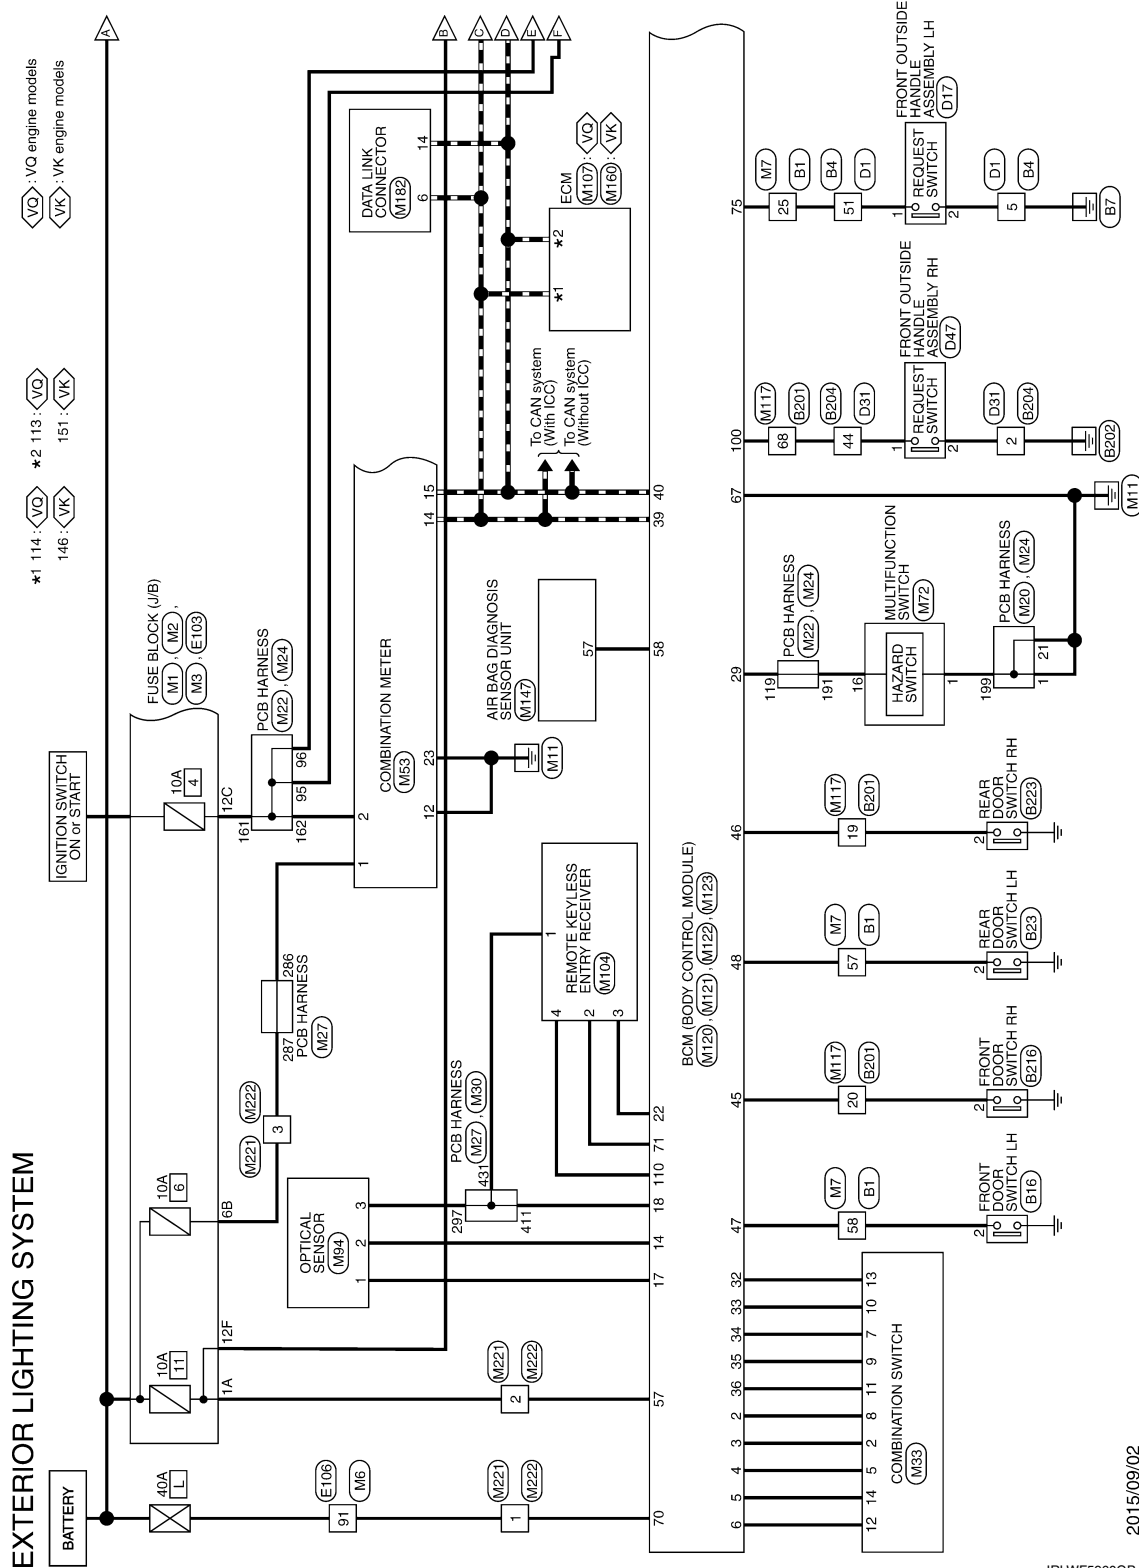 EXTERIOR LIGHTING SYSTEM
VQ : VQ engine models
VK : VK engine models
*1 114 : VQ
146 : VK
*2 113 : VQ
151 : VK
BATTERY
IGNITION SWITCH
ON or START
A
40A
L
10A
11
10A
6
10A
4
FUSE BLOCK (J/B)
M1 , M2 ,
M3 , E103
1A
12F
6B
12C
E106
91
M6
M221
1
M222
M221
2
M222
M221
M222
3
287
286
PCB HARNESS
M27
161
162
95
96
PCB HARNESS
M22 , M24
B
C
D
E
F
OPTICAL
SENSOR
M94
1
2
3
297
411
431
PCB HARNESS
M27 , M30
REMOTE KEYLESS
ENTRY RECEIVER
M104
1
4
2
3
COMBINATION METER
M53
1
2
12
23
14
15
M11
AIR BAG DIAGNOSIS
SENSOR UNIT
M147
57
DATA LINK
CONNECTOR
M182
6
14
ECM
M107 : VQ
M160 : VK
*1
*2
To CAN system
(With ICC)
To CAN system
(Without ICC)
BCM (BODY CONTROL MODULE)
M120 , M121 , M122 , M123
70
57
17
14
18
110
71
22
58
39
40
6
5
4
3
2
36
35
34
33
32
47
45
48
46
29
67
100
75
12
14
5
2
8
11
9
7
10
13
COMBINATION SWITCH
M33
M7
58
B1
2
FRONT
DOOR
SWITCH LH
B16
M117
20
B201
2
FRONT
DOOR
SWITCH RH
B216
M7
57
B1
2
REAR
DOOR
SWITCH LH
B23
M117
19
B201
2
REAR
DOOR
SWITCH RH
B223
119
191
PCB HARNESS
M22 , M24
16
HAZARD
SWITCH
1
MULTIFUNCTION
SWITCH
M72
199
1
21
PCB HARNESS
M20 , M24
M11
M117
68
B201
B204
44
D31
1
REQUEST
SWITCH
2
FRONT OUTSIDE
HANDLE
ASSEMBLY RH
D47
D31
2
B204
B202
M7
25
B1
B4
51
D1
1
REQUEST
SWITCH
2
FRONT OUTSIDE
HANDLE
ASSEMBLY LH
D17
D1
5
B4
B7
2015/09/02